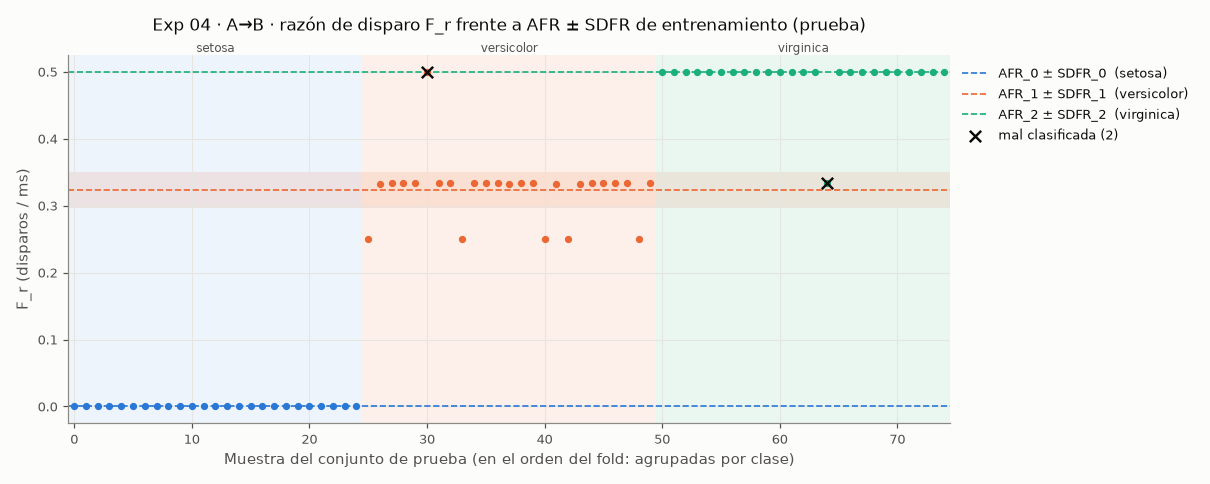 Exp 04 · A→B · razón de disparo F_r frente a AFR ± SDFR de entrenamiento (prueba)
setosa versicolor virginica
0.5
0.4
0.3
0.2
0.1
0.0
F_r (disparos / ms)
0 10 20 30 40 50 60 70
Muestra del conjunto de prueba (en el orden del fold: agrupadas por clase)
AFR_0 ± SDFR_0 (setosa)
AFR_1 ± SDFR_1 (versicolor)
AFR_2 ± SDFR_2 (virginica)
mal clasificada (2)